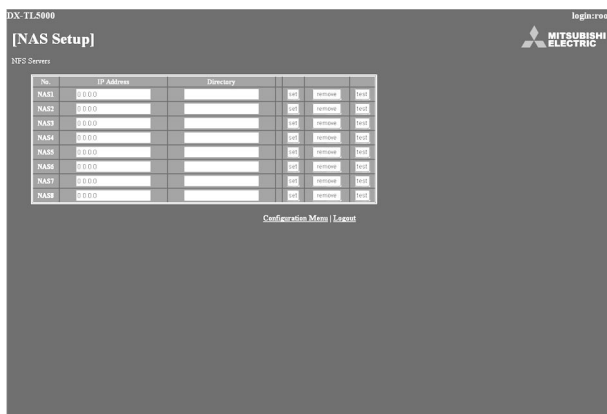 DX-TL5000
login:roo
[NAS Setup]
MITSUBISHI
ELECTRIC
NFS Servers
No. IP Address Directory
NAS1 0.0.0.0 set remove test
NAS2 0.0.0.0 set remove test
NAS3 0.0.0.0 set remove test
NAS4 0.0.0.0 set remove test
NAS5 0.0.0.0 set remove test
NAS6 0.0.0.0 set remove test
NAS7 0.0.0.0 set remove test
NAS8 0.0.0.0 set remove test
Configuration Menu | Logout